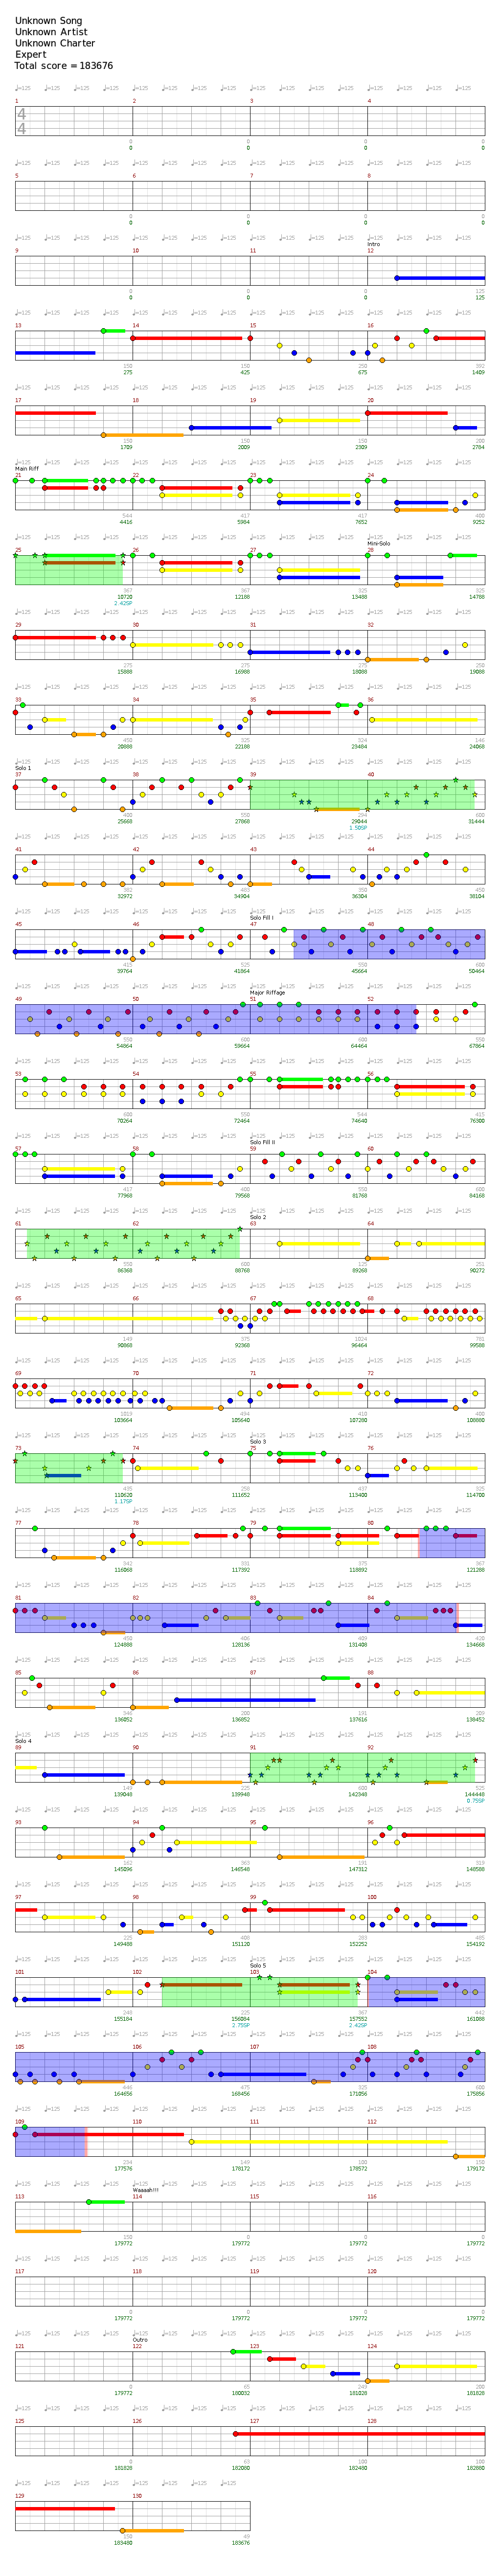 Unknown Song
Unknown Artist
Unknown Charter
Expert
Total score = 183676
1 2 3 4
4
4
0 0 0 0
0 0 0 0
5 6 7 8
0 0 0 0
0 0 0 0
Intro
9 10 11 12
0 0 0 125
0 0 0 125
13 14 15 16
150 150 250 392
275 425 675 1409
17 18 19 20
150 150 150 200
1709 2009 2309 2784
Main Riff
21 22 23 24
544 417 417 400
4416 5984 7652 9252
Mini-Solo
25 26 27 28
367 367 325 325
10720 12188 13488 14788
2.42SP
29 30 31 32
275 275 275 250
15888 16988 18088 19088
33 34 35 36
450 325 324 146
20888 22188 23484 24068
Solo 1
37 38 39 40
400 550 294 600
25668 27868 29044 31444
1.50SP
41 42 43 44
382 483 350 450
32972 34904 36304 38104
Solo Fill I
45 46 47 48
415 525 550 600
39764 41864 45664 50464
Major Riffage
49 50 51 52
550 600 600 550
54864 59664 64464 67864
53 54 55 56
600 550 544 415
70264 72464 74640 76300
Solo Fill II
57 58 59 60
417 400 550 600
77968 79568 81768 84168
Solo 2
61 62 63 64
550 600 125 251
86368 88768 89268 90272
65 66 67 68
149 375 1024 781
90868 92368 96464 99588
69 70 71 72
1019 494 410 400
103664 105640 107280 108880
Solo 3
73 74 75 76
435 258 437 325
110620 111652 113400 114700
1.17SP
77 78 79 80
342 331 375 367
116068 117392 118892 121288
81 82 83 84
450 406 409 420
124888 128136 131408 134668
85 86 87 88
346 200 191 209
136052 136852 137616 138452
Solo 4
89 90 91 92
149 225 600 525
139048 139948 142348 144448
0.75SP
93 94 95 96
162 363 191 319
145096 146548 147312 148588
97 98 99 100
225 408 283 485
149488 151120 152252 154192
Solo 5
101 102 103 104
248 225 367 442
155184 156084 157552 161088
2.75SP 2.42SP
105 106 107 108
446 475 325 600
164656 168456 171056 175856
109 110 111 112
234 149 100 150
177576 178172 178572 179172
Waaaah!!!
113 114 115 116
150 0 0 0
179772 179772 179772 179772
117 118 119 120
0 0 0 0
179772 179772 179772 179772
Outro
121 122 123 124
0 65 249 200
179772 180032 181028 181828
125 126 127 128
0 63 100 100
181828 182080 182480 182880
129 130
150 49
183480 183676